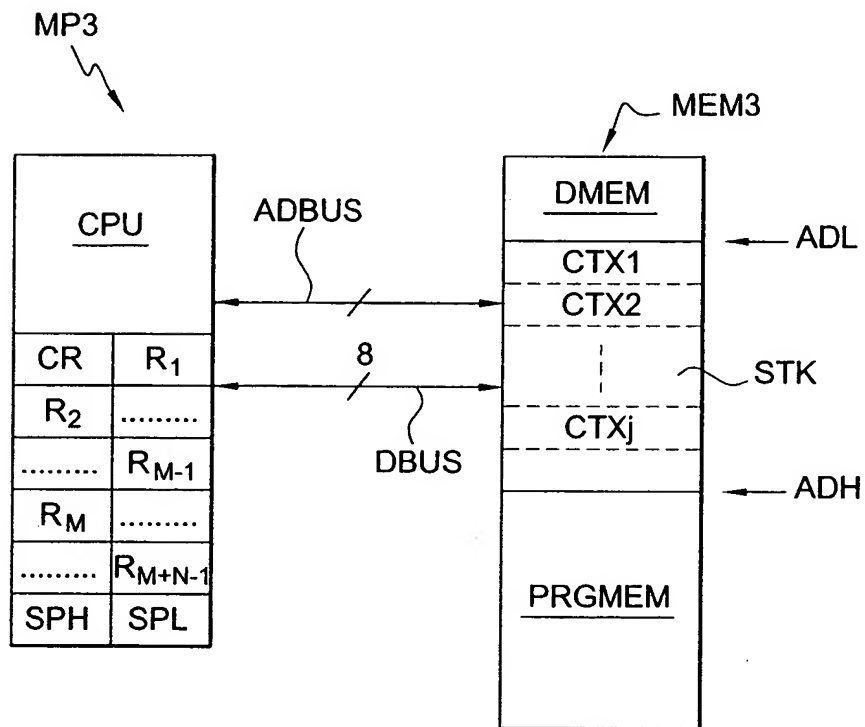 MP3
MEM3
CPU
ADBUS
DMEM
ADL
CTX1
CTX2
CR R1
8
STK
R2 .........
CTXj
DBUS
......... RM-1
ADH
RM .........
......... RM+N-1
PRGMEM
SPH SPL